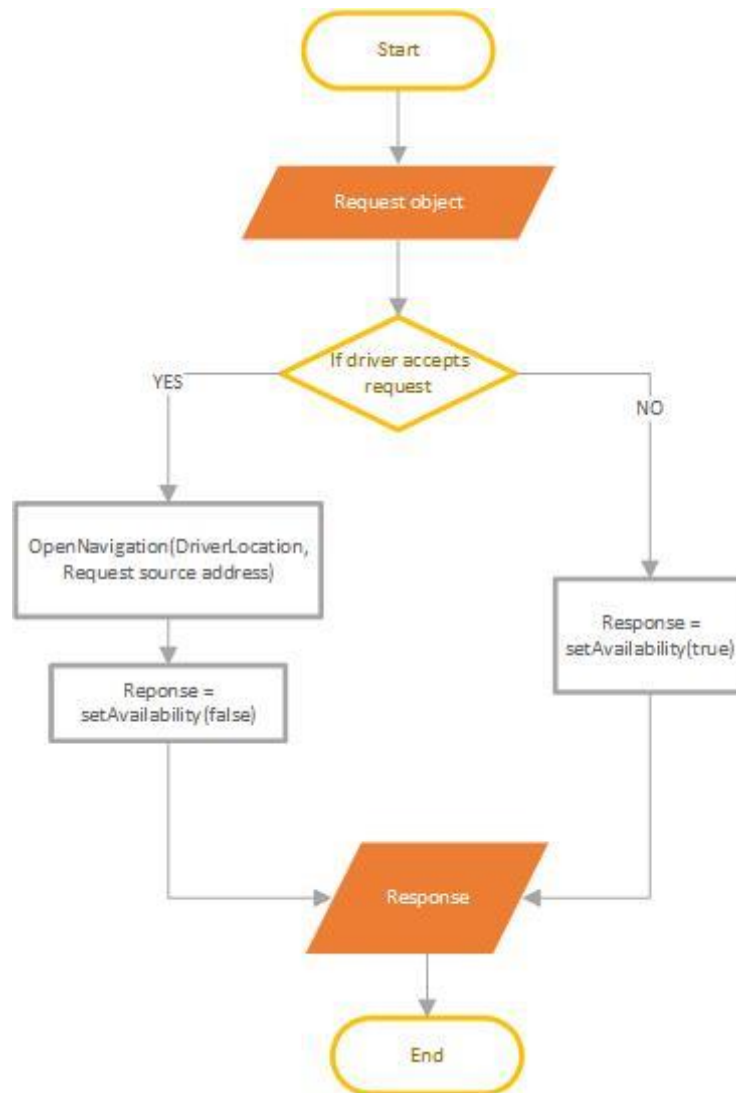 Start
Request object
If driver accepts
request
YES
NO
OpenNavigation(DriverLocation,
Request source address)
Response =
setAvailability(true)
Reponse =
setAvailability(false)
Response
End